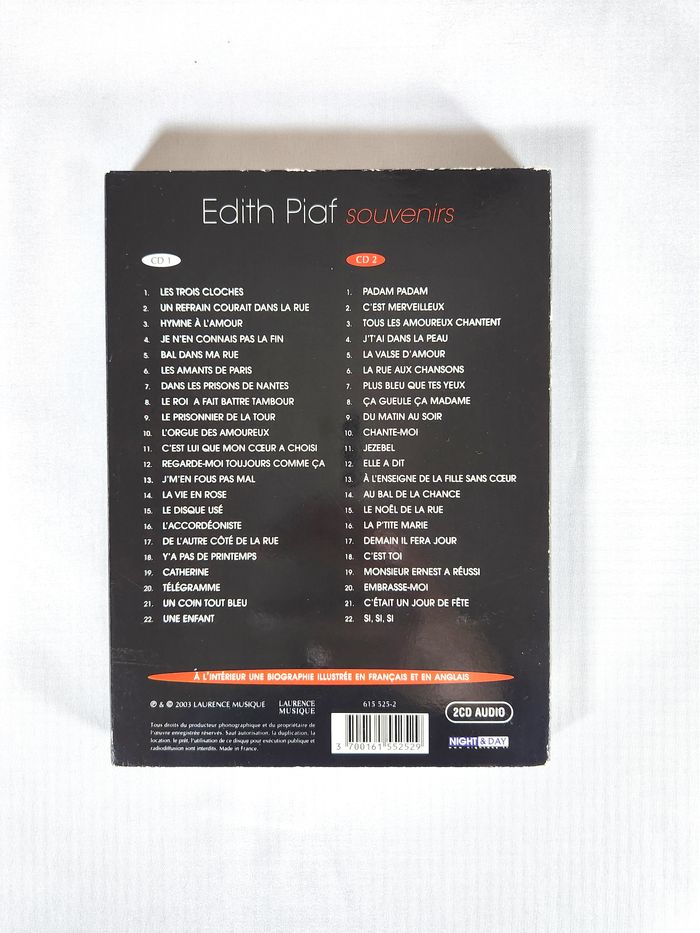 Edith Piaf souvenirs
CD 1
1. LES TROIS CLOCHES
2. UN REFRAIN COURAIT DANS LA RUE
3. HYMNE À L'AMOUR
4. JE N'EN CONNAIS PAS LA FIN
5. BAL DANS MA RUE
6. LES AMANTS DE PARIS
7. DANS LES PRISONS DE NANTES
8. LE ROI A FAIT BATTRE TAMBOUR
9. LE PRISONNIER DE LA TOUR
10. L'ORGUE DES AMOUREUX
11. C'EST LUI QUE MON CŒUR A CHOISI
12. REGARDE-MOI TOUJOURS COMME ÇA
13. J'M'EN FOUS PAS MAL
14. LA VIE EN ROSE
15. LE DISQUE USÉ
16. L'ACCORDÉONISTE
17. DE L'AUTRE CÔTÉ DE LA RUE
18. Y'A PAS DE PRINTEMPS
19. CATHERINE
20. TÉLÉGRAMME
21. UN COIN TOUT BLEU
22. UNE ENFANT
CD 2
1. PADAM PADAM
2. C'EST MERVEILLEUX
3. TOUS LES AMOUREUX CHANTENT
4. J'T'AI DANS LA PEAU
5. LA VALSE D'AMOUR
6. LA RUE AUX CHANSONS
7. PLUS BLEU QUE TES YEUX
8. ÇA GUEULE ÇA MADAME
9. DU MATIN AU SOIR
10. CHANTE-MOI
11. JEZEBEL
12. ELLE A DIT
13. À L'ENSEIGNE DE LA FILLE SANS CŒUR
14. AU BAL DE LA CHANCE
15. LE NOËL DE LA RUE
16. LA P'TITE MARIE
17. DEMAIN IL FERA JOUR
18. C'EST TOI
19. MONSIEUR ERNEST A RÉUSSI
20. EMBRASSE-MOI
21. C'ÉTAIT UN JOUR DE FÊTE
22. SI, SI, SI
À L'INTÉRIEUR UNE BIOGRAPHIE ILLUSTRÉE EN FRANÇAIS ET EN ANGLAIS
℗ & © 2003 LAURENCE MUSIQUE
Tous droits du producteur phonographique et du propriétaire de
l'œuvre enregistrée réservés. Sauf autorisation, la duplication, la
location, le prêt, l'utilisation de ce disque pour exécution publique et
radiodiffusion sont interdits. Made in France.
LAURENCE
MUSIQUE
615 525-2
3 700161 552529
2CD AUDIO
NIGHT & DAY